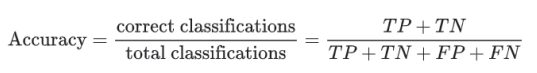 Accuracy = correct classifications / total classifications = TP + TN / TP + TN + FP + FN